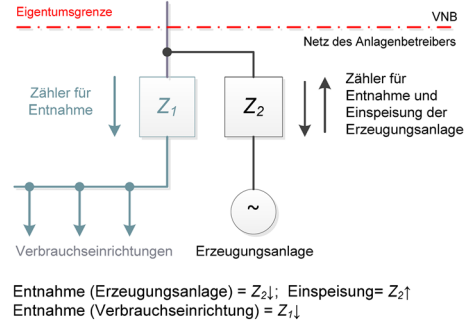 Eigentumsgrenze
VNB
Netz des Anlagenbetreibers
Zähler für
Entnahme
Z1
Z2
Zähler für
Entnahme und
Einspeisung der
Erzeugungsanlage
~
Verbrauchseinrichtungen
Erzeugungsanlage
Entnahme (Erzeugungsanlage) = Z2↓; Einspeisung= Z2↑
Entnahme (Verbrauchseinrichtung) = Z1↓